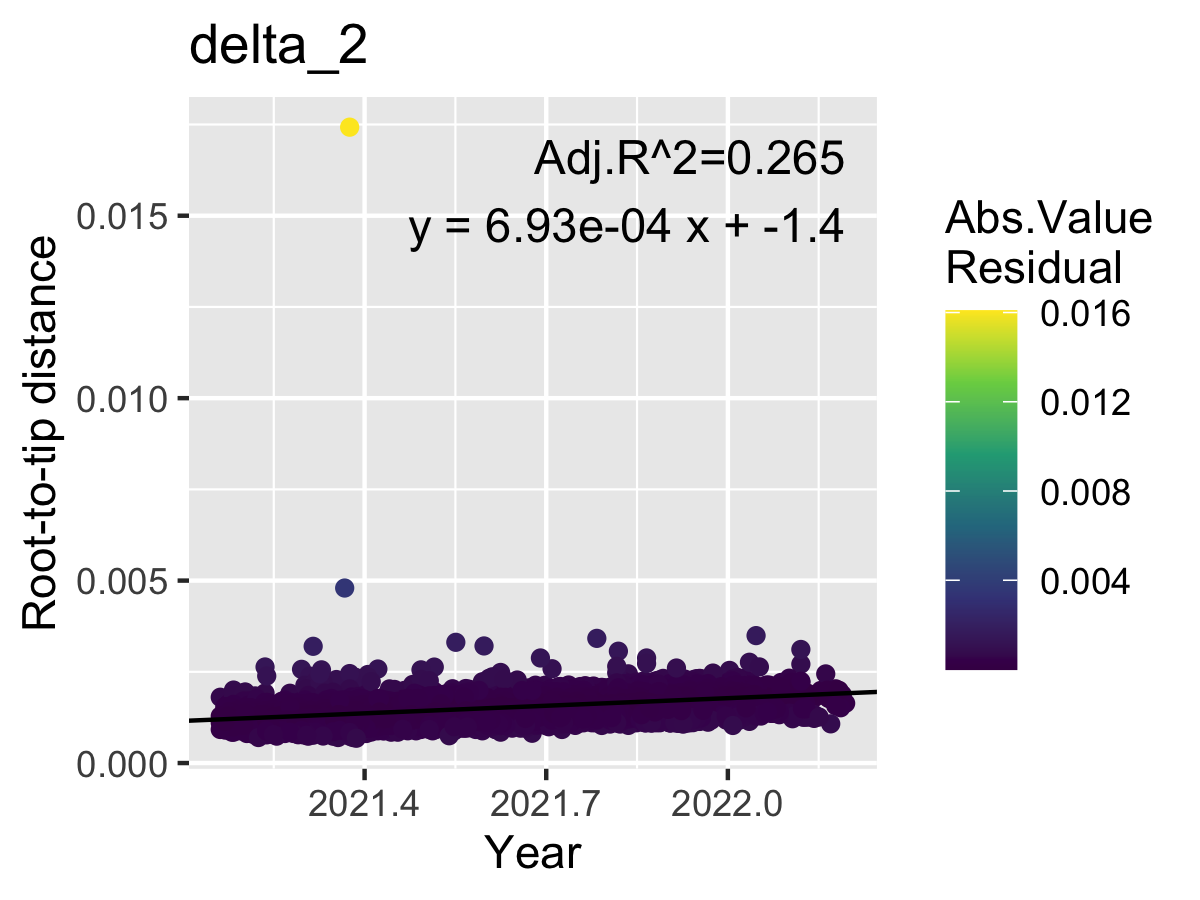 delta_2
Adj.R^2=0.265
y = 6.93e-04 x + -1.4
Root-to-tip distance
0.015
0.010
0.005
0.000
2021.4
2021.7
2022.0
Year
Abs.Value
Residual
0.016
0.012
0.008
0.004